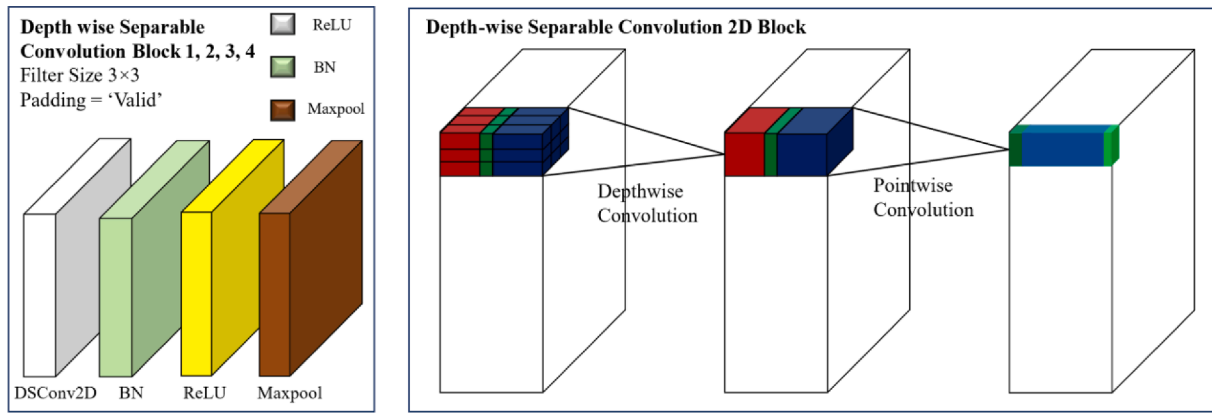 Depth wise Separable
Convolution Block 1, 2, 3, 4
Filter Size 3×3
Padding = ‘Valid’
ReLU
BN
Maxpool
DSConv2D
BN
ReLU
Maxpool
Depth-wise Separable Convolution 2D Block
Depthwise
Convolution
Pointwise
Convolution